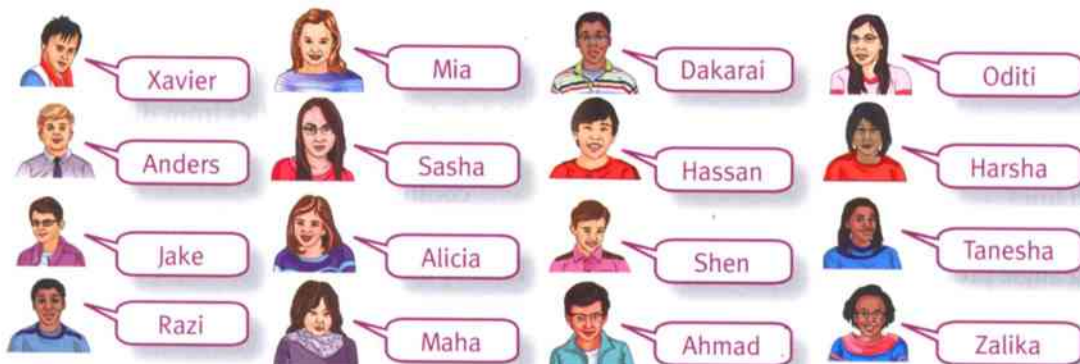 Xavier
Mia
Dakarai
Oditi
Anders
Sasha
Hassan
Harsha
Jake
Alicia
Shen
Tanesha
Razi
Maha
Ahmad
Zalika